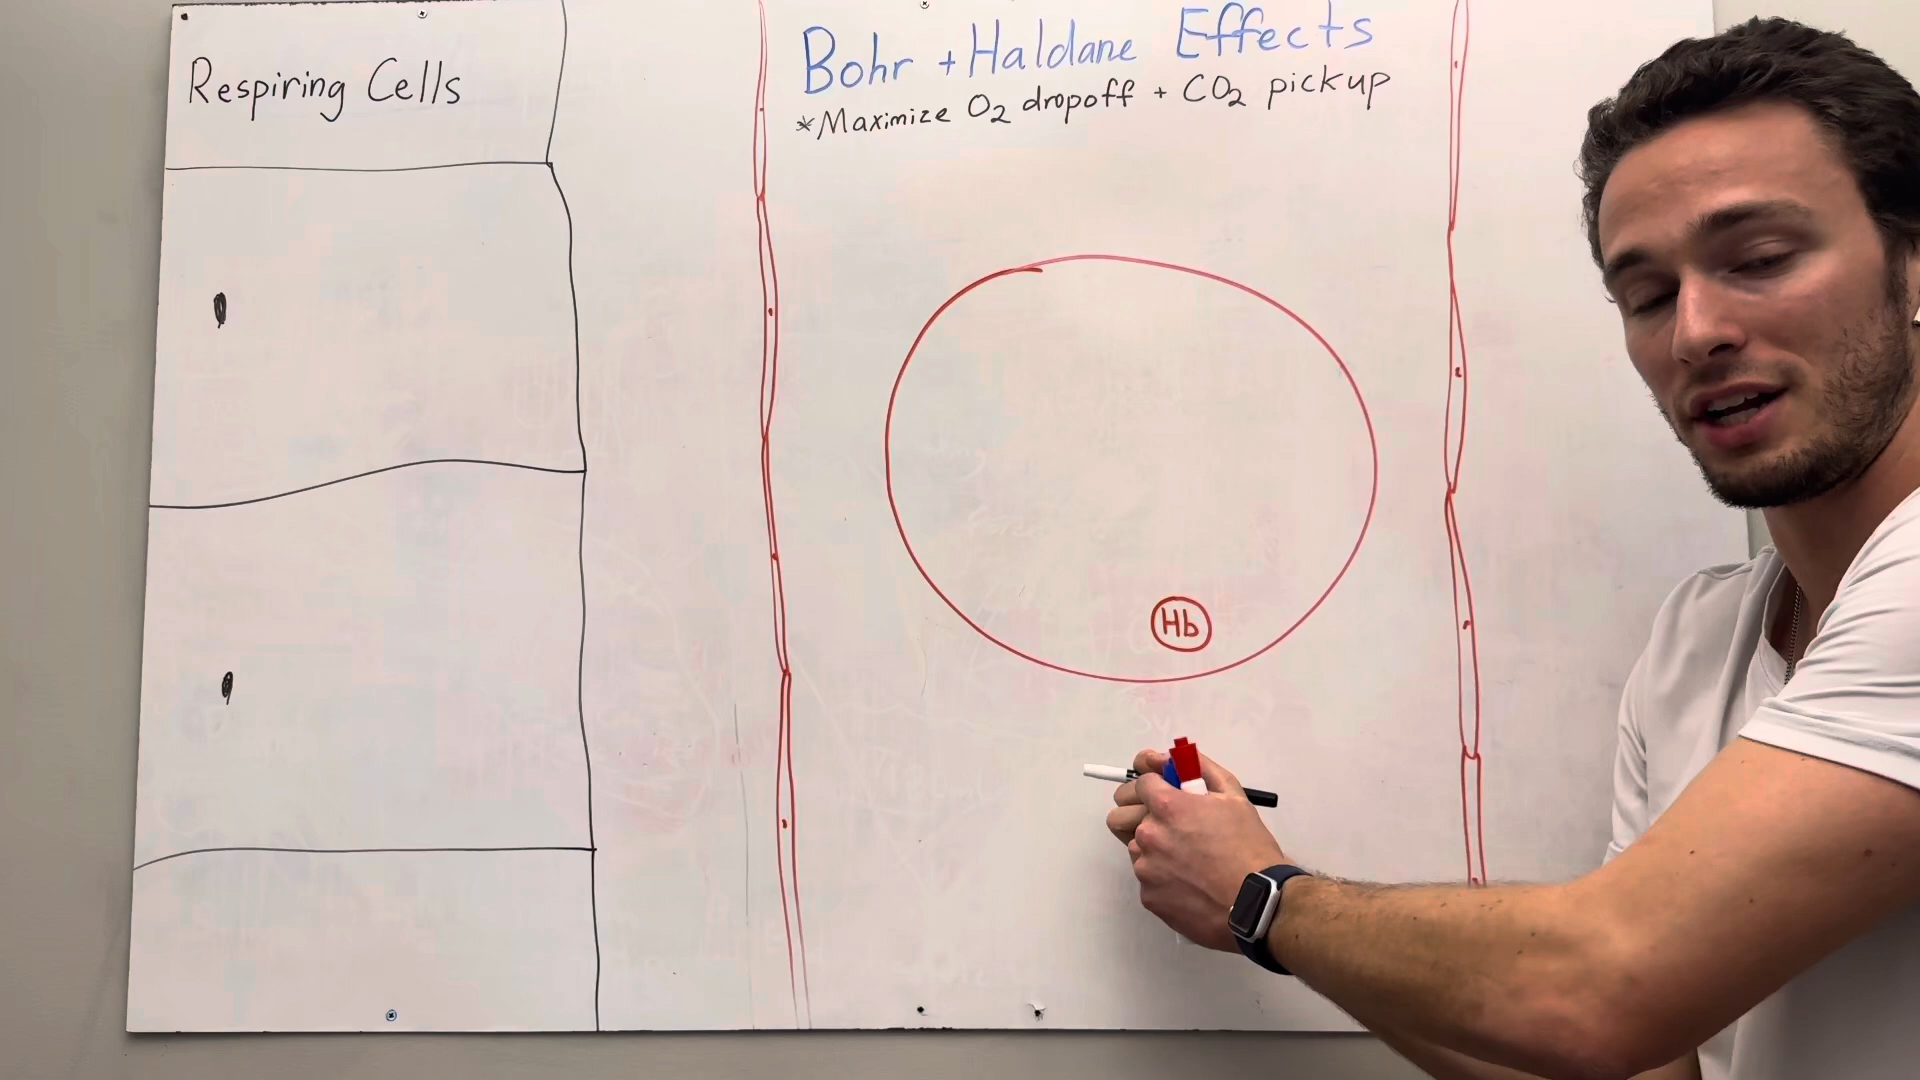 Respiring Cells
Bohr + Haldane Effects
*Maximize O₂ dropoff + CO₂ pickup
Hb